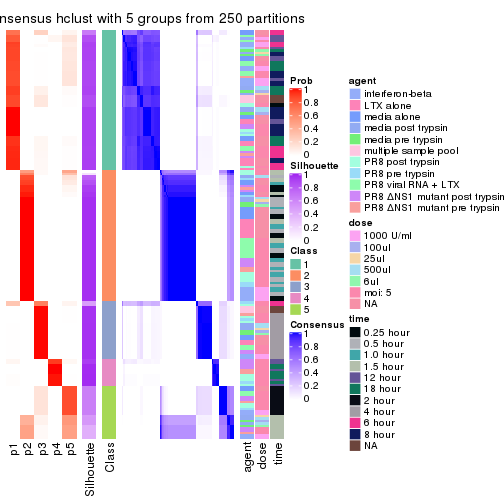 nsensus hclust with 5 groups from 250 partitions
p1
p2
p3
p4
p5
Silhouette
Class
agent
dose
time
Prob
1
0.8
0.6
0.4
0.2
0
Silhouette
1
0.8
0.6
0.4
0.2
0
Class
1
2
3
4
5
Consensus
1
0.8
0.6
0.4
0.2
0
agent
interferon-beta
LTX alone
media alone
media post trypsin
media pre trypsin
multiple sample pool
PR8 post trypsin
PR8 pre trypsin
PR8 viral RNA + LTX
PR8 ΔNS1 mutant post trypsin
PR8 ΔNS1 mutant pre trypsin
dose
1000 U/ml
100ul
25ul
500ul
6ul
moi: 5
NA
time
0.25 hour
0.5 hour
1.0 hour
1.5 hour
12 hour
18 hour
2 hour
4 hour
6 hour
8 hour
NA